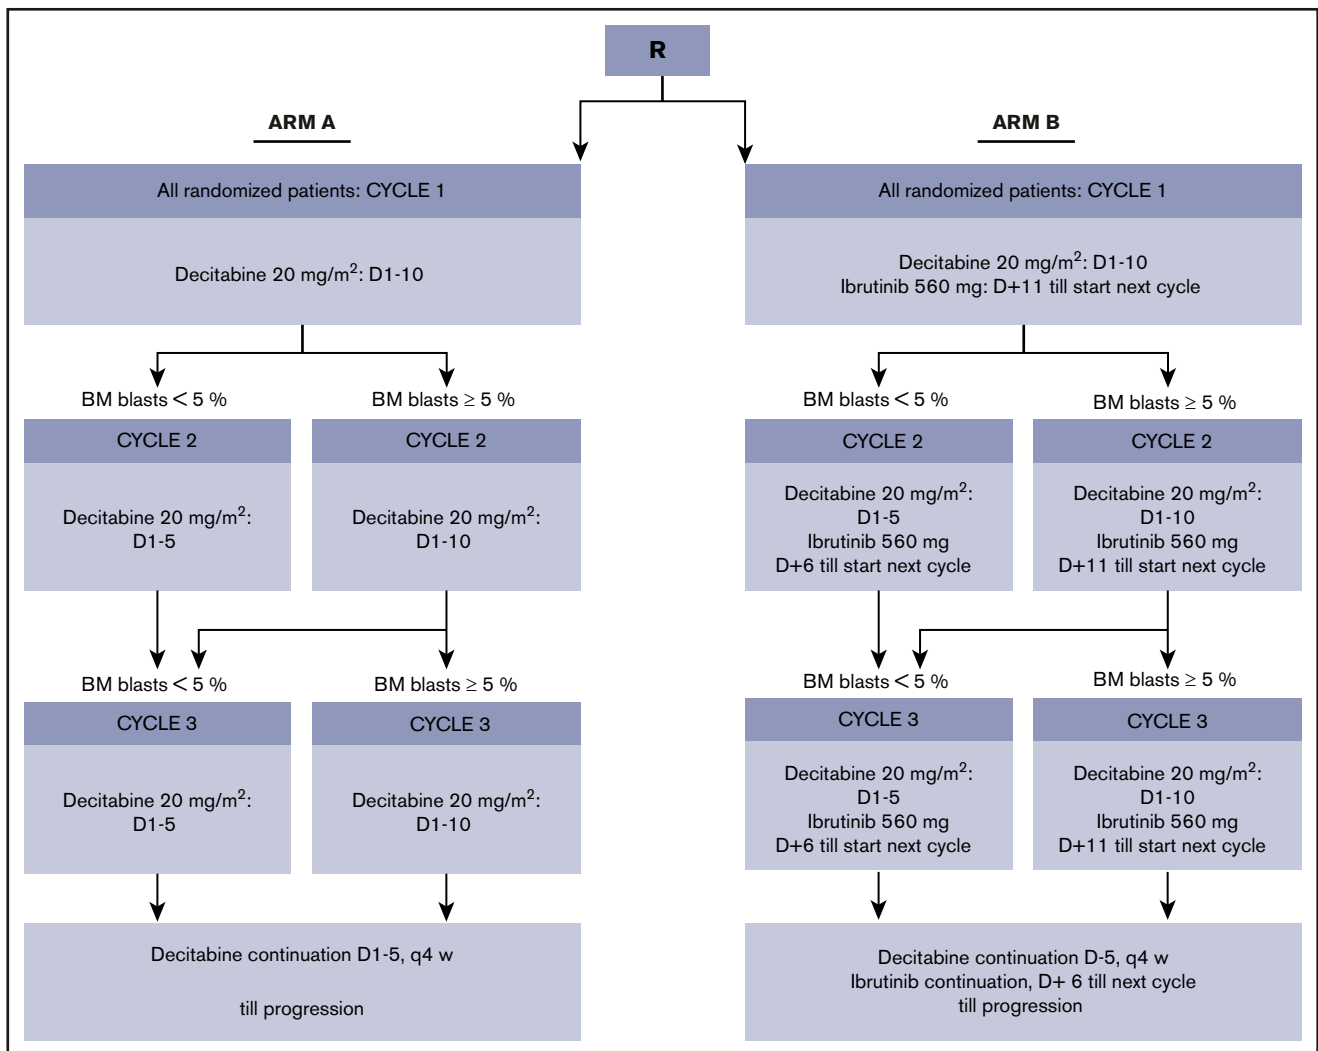 R
ARM A
All randomized patients: CYCLE 1
Decitabine 20 mg/m²: D1-10
BM blasts < 5 %
BM blasts ≥ 5 %
CYCLE 2
Decitabine 20 mg/m²:
D1-5
CYCLE 2
Decitabine 20 mg/m²:
D1-10
BM blasts < 5 %
BM blasts ≥ 5 %
CYCLE 3
Decitabine 20 mg/m²:
D1-5
CYCLE 3
Decitabine 20 mg/m²:
D1-10
Decitabine continuation D1-5, q4 w
till progression
ARM B
All randomized patients: CYCLE 1
Decitabine 20 mg/m²: D1-10
Ibrutinib 560 mg: D+11 till start next cycle
BM blasts < 5 %
BM blasts ≥ 5 %
CYCLE 2
Decitabine 20 mg/m²:
D1-5
Ibrutinib 560 mg
D+6 till start next cycle
CYCLE 2
Decitabine 20 mg/m²:
D1-10
Ibrutinib 560 mg
D+11 till start next cycle
BM blasts < 5 %
BM blasts ≥ 5 %
CYCLE 3
Decitabine 20 mg/m²:
D1-5
Ibrutinib 560 mg
D+6 till start next cycle
CYCLE 3
Decitabine 20 mg/m²:
D1-10
Ibrutinib 560 mg
D+11 till start next cycle
Decitabine continuation D-5, q4 w
Ibrutinib continuation, D+ 6 till next cycle
till progression